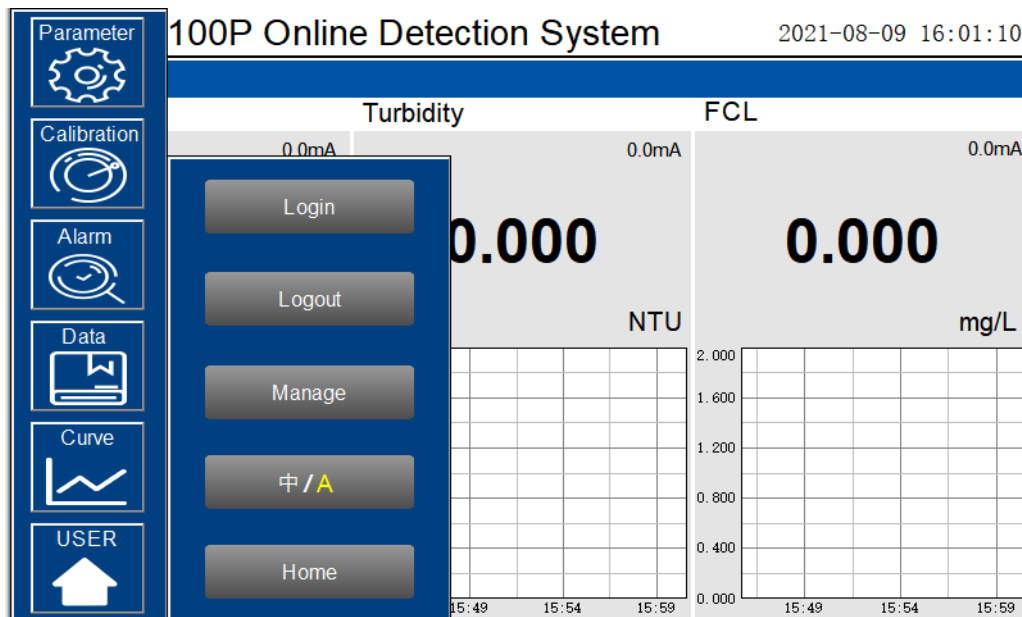 Parameter
100P Online Detection System
2021-08-09 16:01:10
Calibration
Alarm
Data
Curve
USER
Login
Logout
Manage
中/A
Home
0.0mA
Turbidity
0.0mA
0.000
NTU
15:49 15:54 15:59
FCL
0.0mA
0.000
mg/L
2.000
1.600
1.200
0.800
0.400
0.000
15:49 15:54 15:59